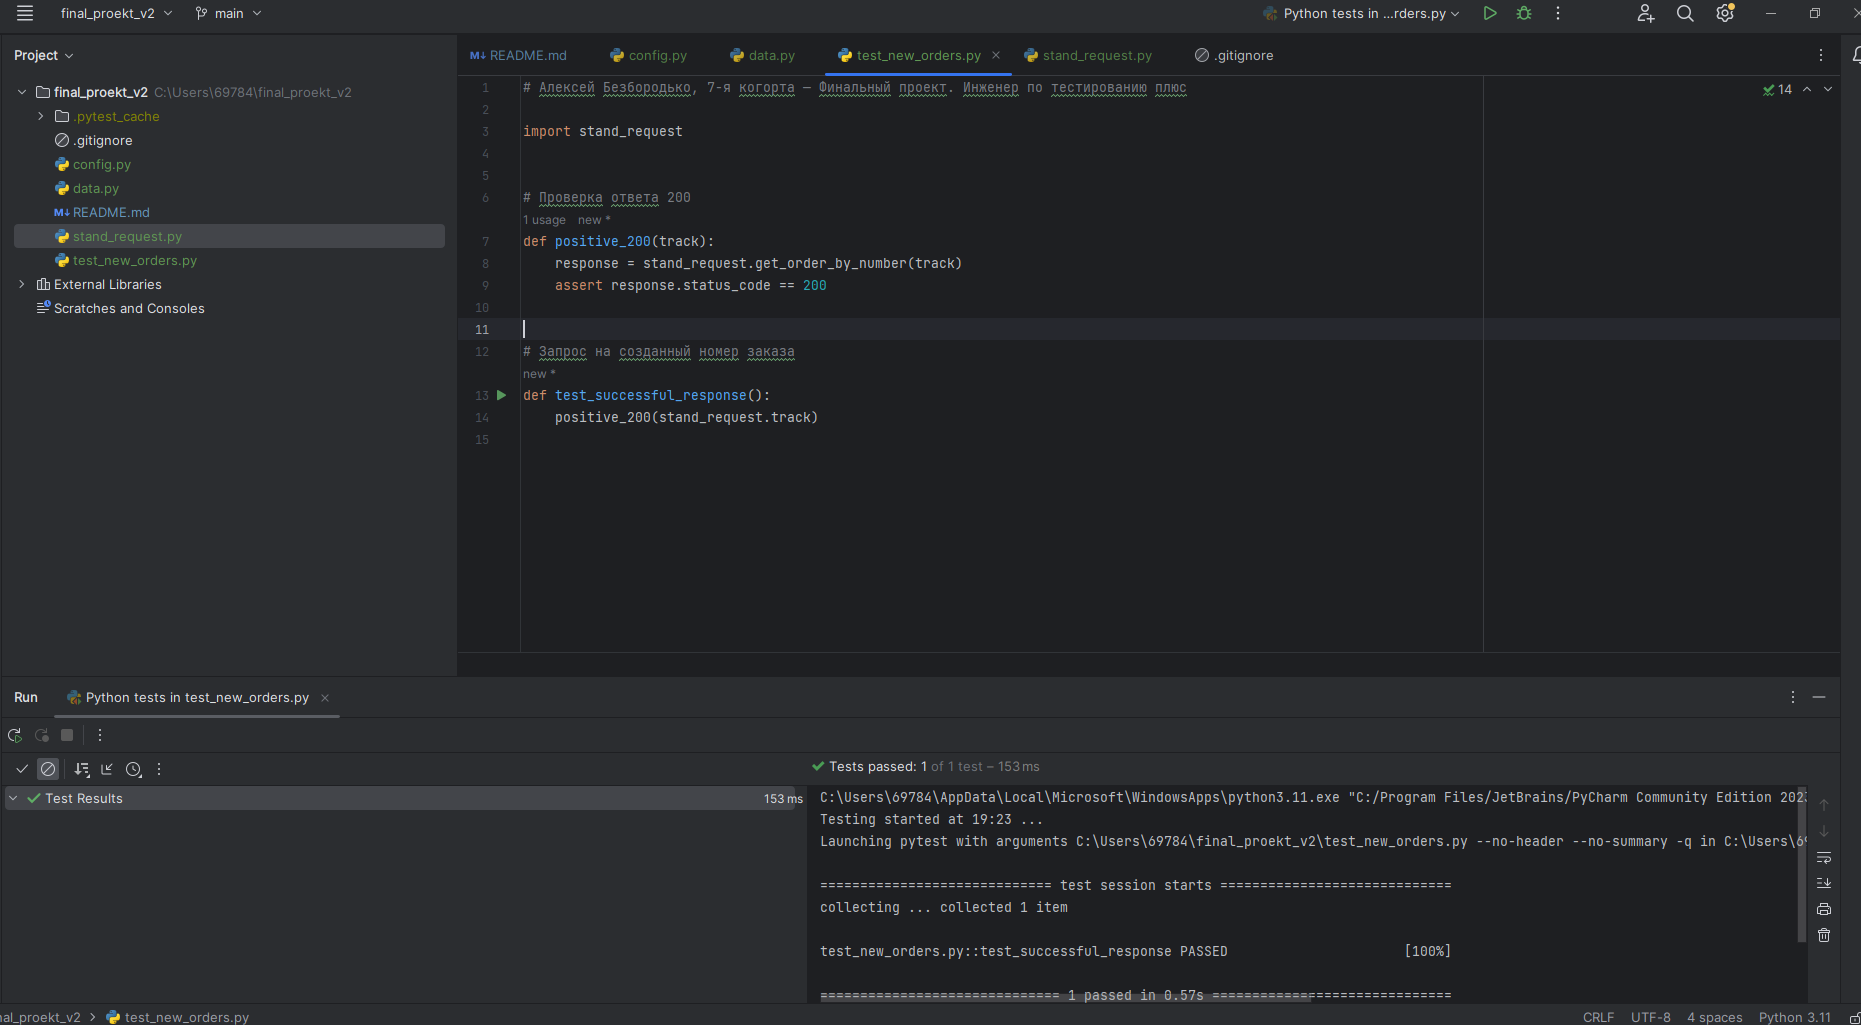 final_proekt_v2
main
Python tests in ...rders.py
Project
README.md
config.py
data.py
test_new_orders.py
stand_request.py
.gitignore
final_proekt_v2 C:\Users\69784\final_proekt_v2
.pytest_cache
.gitignore
config.py
data.py
README.md
stand_request.py
test_new_orders.py
External Libraries
Scratches and Consoles
14
1 # Алексей Безбородько, 7-я когорта — Финальный проект. Инженер по тестированию плюс
2
3 import stand_request
4
5
6 # Проверка ответа 200
1 usage new *
7 def positive_200(track):
8 response = stand_request.get_order_by_number(track)
9 assert response.status_code == 200
10
11
12 # Запрос на созданный номер заказа
new *
13 def test_successful_response():
14 positive_200(stand_request.track)
15
Run
Python tests in test_new_orders.py
Tests passed: 1 of 1 test – 153 ms
Test Results 153 ms
C:\Users\69784\AppData\Local\Microsoft\WindowsApps\python3.11.exe "C:/Program Files/JetBrains/PyCharm Community Edition 202
Testing started at 19:23 ...
Launching pytest with arguments C:\Users\69784\final_proekt_v2\test_new_orders.py --no-header --no-summary -q in C:\Users\6
============================= test session starts =============================
collecting ... collected 1 item
test_new_orders.py::test_successful_response PASSED [100%]
============================== 1 passed in 0.57s ==============================
nal_proekt_v2 > test_new_orders.py
CRLF
UTF-8
4 spaces
Python 3.11